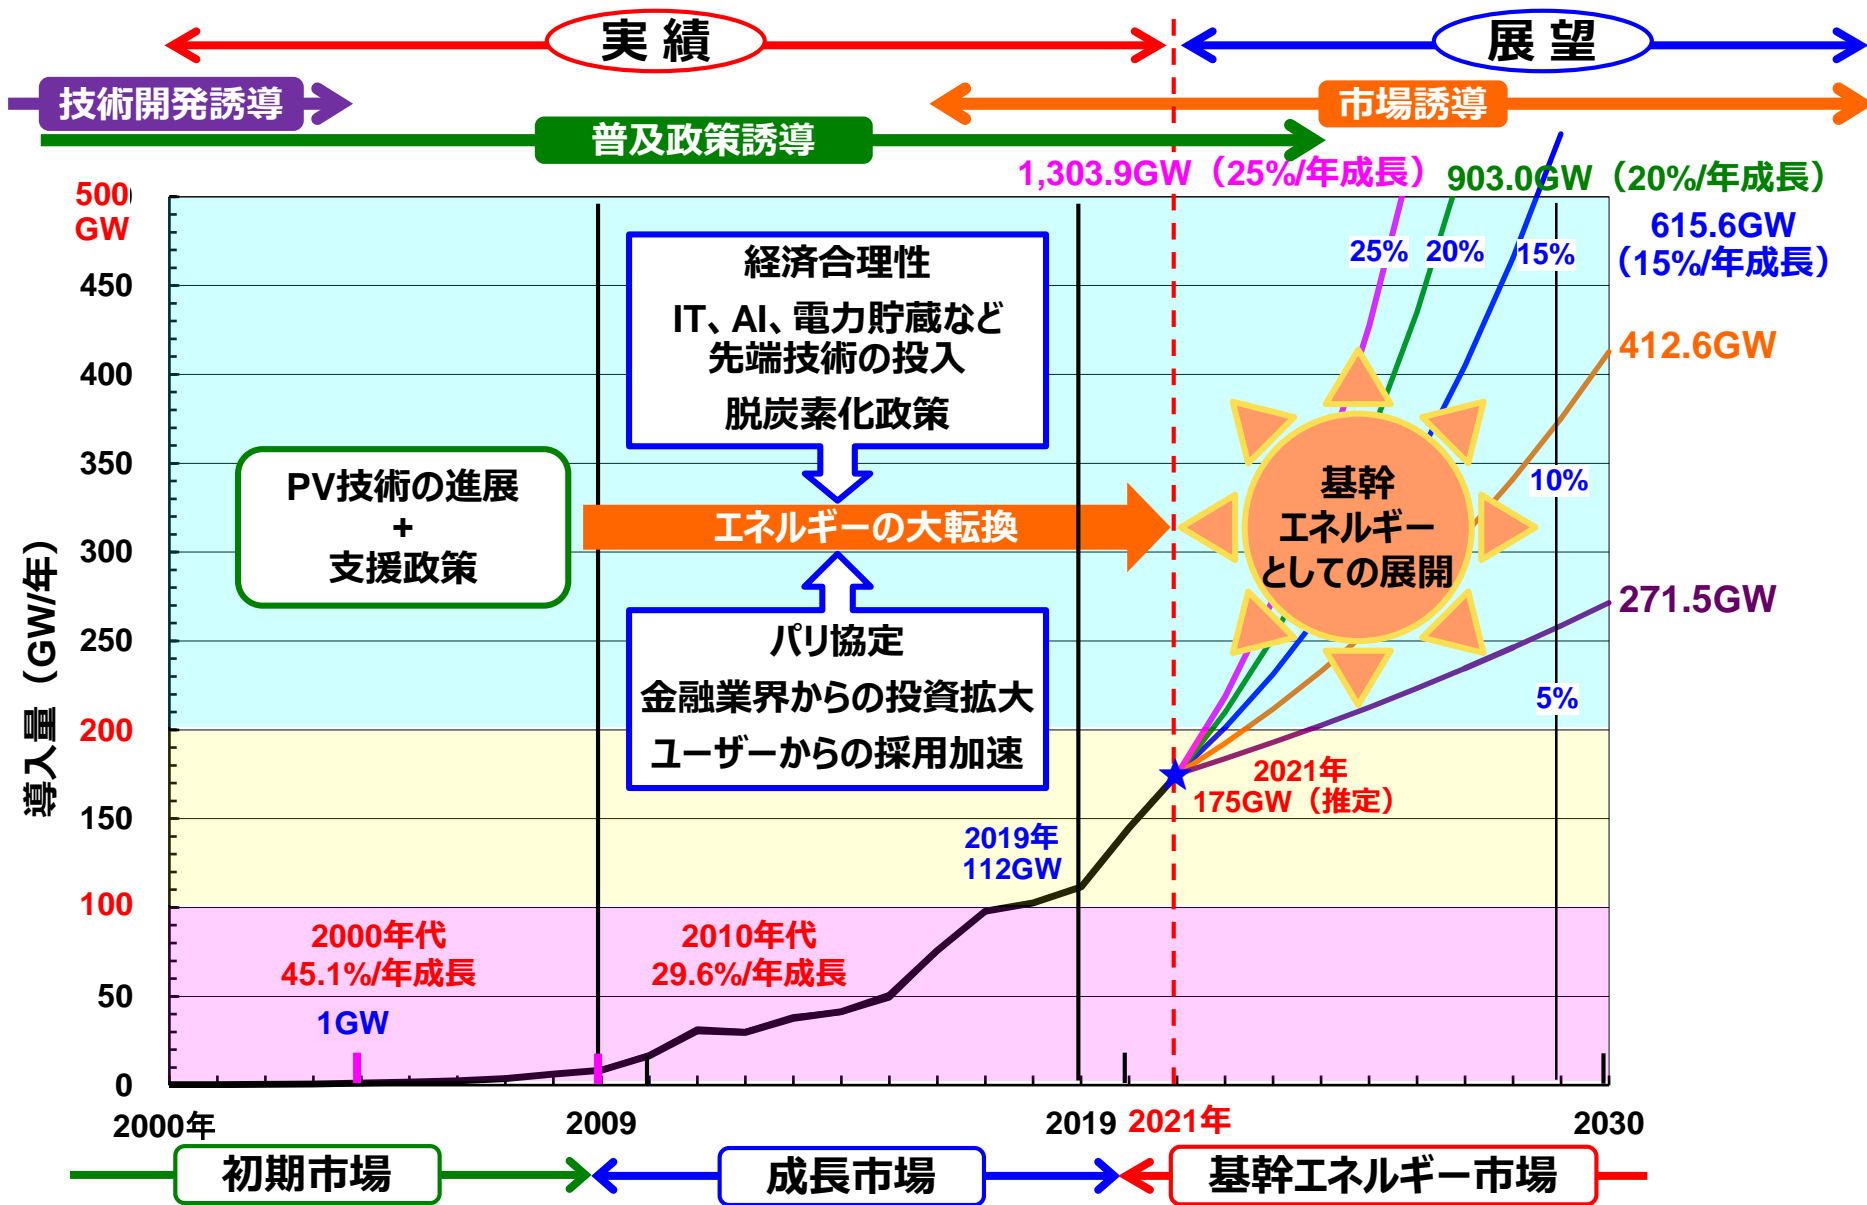 実 績
展 望
技術開発誘導
市場誘導
普及政策誘導
1,303.9GW（25%/年成長）
903.0GW（20%/年成長）
615.6GW
（15%/年成長）
412.6GW
271.5GW
500
GW
450
400
350
300
250
200
150
100
50
0
導入量（GW/年）
25%
20%
15%
10%
5%
経済合理性
IT、AI、電力貯蔵など
先端技術の投入
脱炭素化政策
PV技術の進展
+
支援政策
エネルギーの大転換
基幹
エネルギー
としての展開
パリ協定
金融業界からの投資拡大
ユーザーからの採用加速
2021年
175GW（推定）
2019年
112GW
2000年代
45.1%/年成長
2010年代
29.6%/年成長
1GW
2000年
2009
2019
2021年
2030
初期市場
成長市場
基幹エネルギー市場